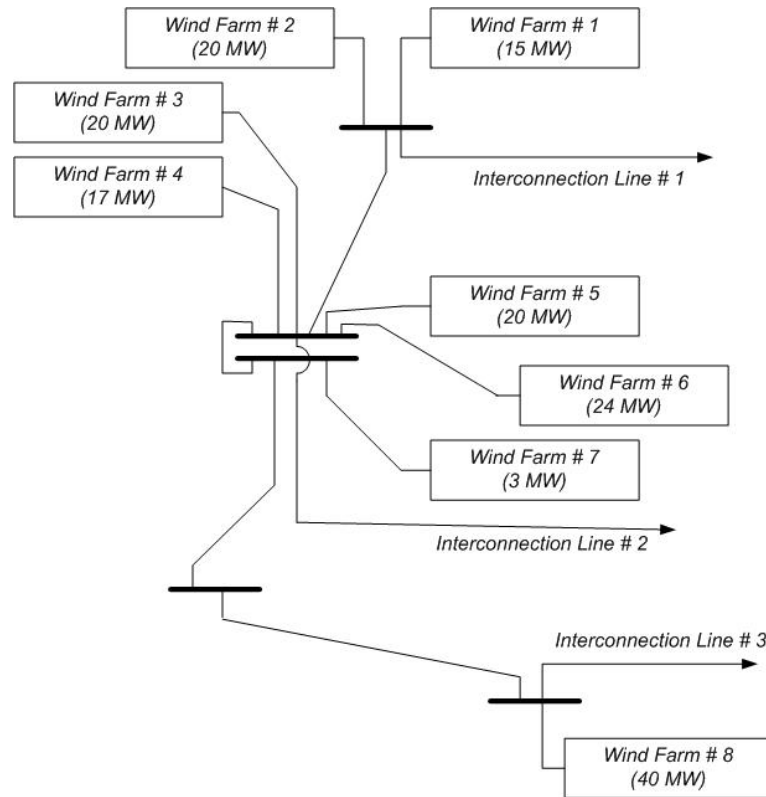 Wind Farm # 2
(20 MW)
Wind Farm # 1
(15 MW)
Wind Farm # 3
(20 MW)
Wind Farm # 4
(17 MW)
Interconnection Line # 1
Wind Farm # 5
(20 MW)
Wind Farm # 6
(24 MW)
Wind Farm # 7
(3 MW)
Interconnection Line # 2
Interconnection Line # 3
Wind Farm # 8
(40 MW)